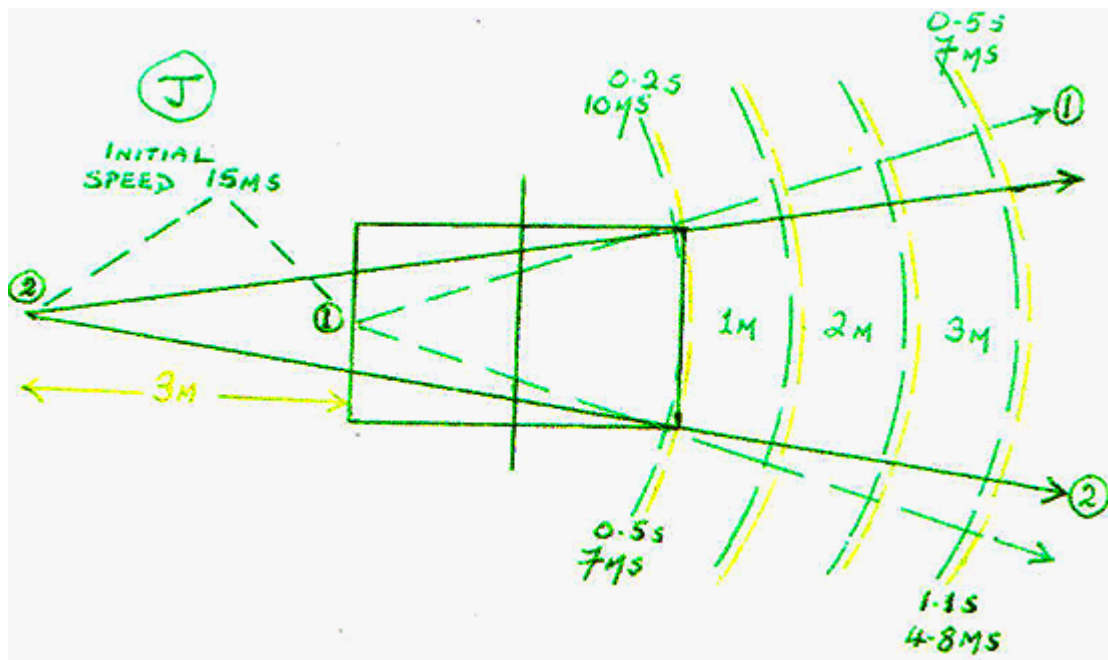 J
INITIAL
SPEED 15MS
0.2S
10MS
0.5S
7MS
①
②
①
1M
2M
3M
3M
②
0.5S
7MS
1.1S
4.8MS